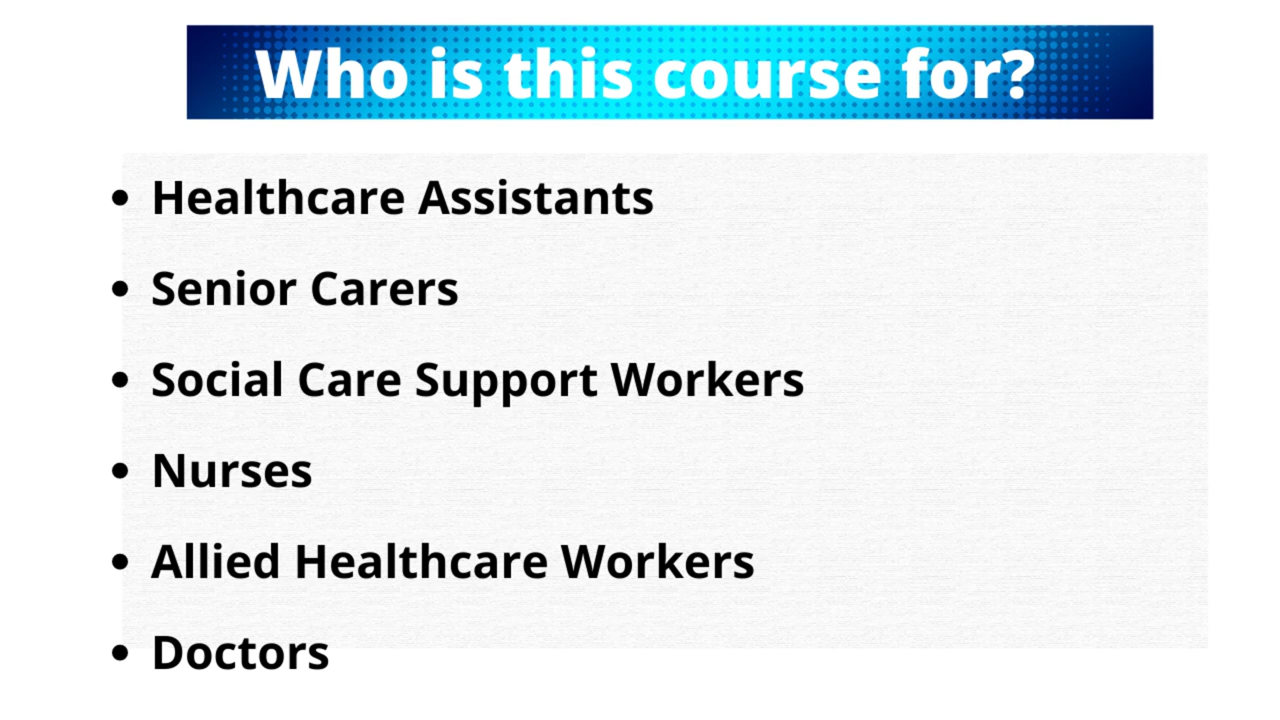 Who is this course for?
• Healthcare Assistants
• Senior Carers
• Social Care Support Workers
• Nurses
• Allied Healthcare Workers
• Doctors